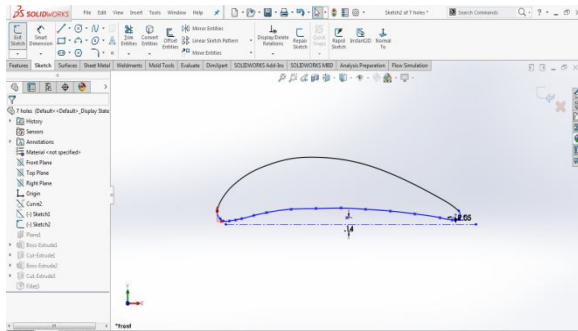 SOLIDWORKS
File Edit View Insert Tools Window Help
Sketch2 of 7 holes *
Search Commands
Exit Sketch
Smart Dimension
Trim Entities
Convert Entities
Offset Entities
Mirror Entities
Linear Sketch Pattern
Move Entities
Display/Delete Relations
Repair Sketch
Quick Snaps
Rapid Sketch
Instant2D
Normal To
Features Sketch Surfaces Sheet Metal Weldments Mold Tools Evaluate DimXpert SOLIDWORKS Add-Ins SOLIDWORKS MBD Analysis Preparation Flow Simulation
7 holes (Default<<Default>_Display State
History
Sensors
Annotations
Material <not specified>
Front Plane
Top Plane
Right Plane
Origin
Curve2
(-) Sketch1
(-) Sketch2
Plane1
Boss-Extrude1
Cut-Extrude1
Boss-Extrude2
Cut-Extrude3
Fillet1
.14
*Front